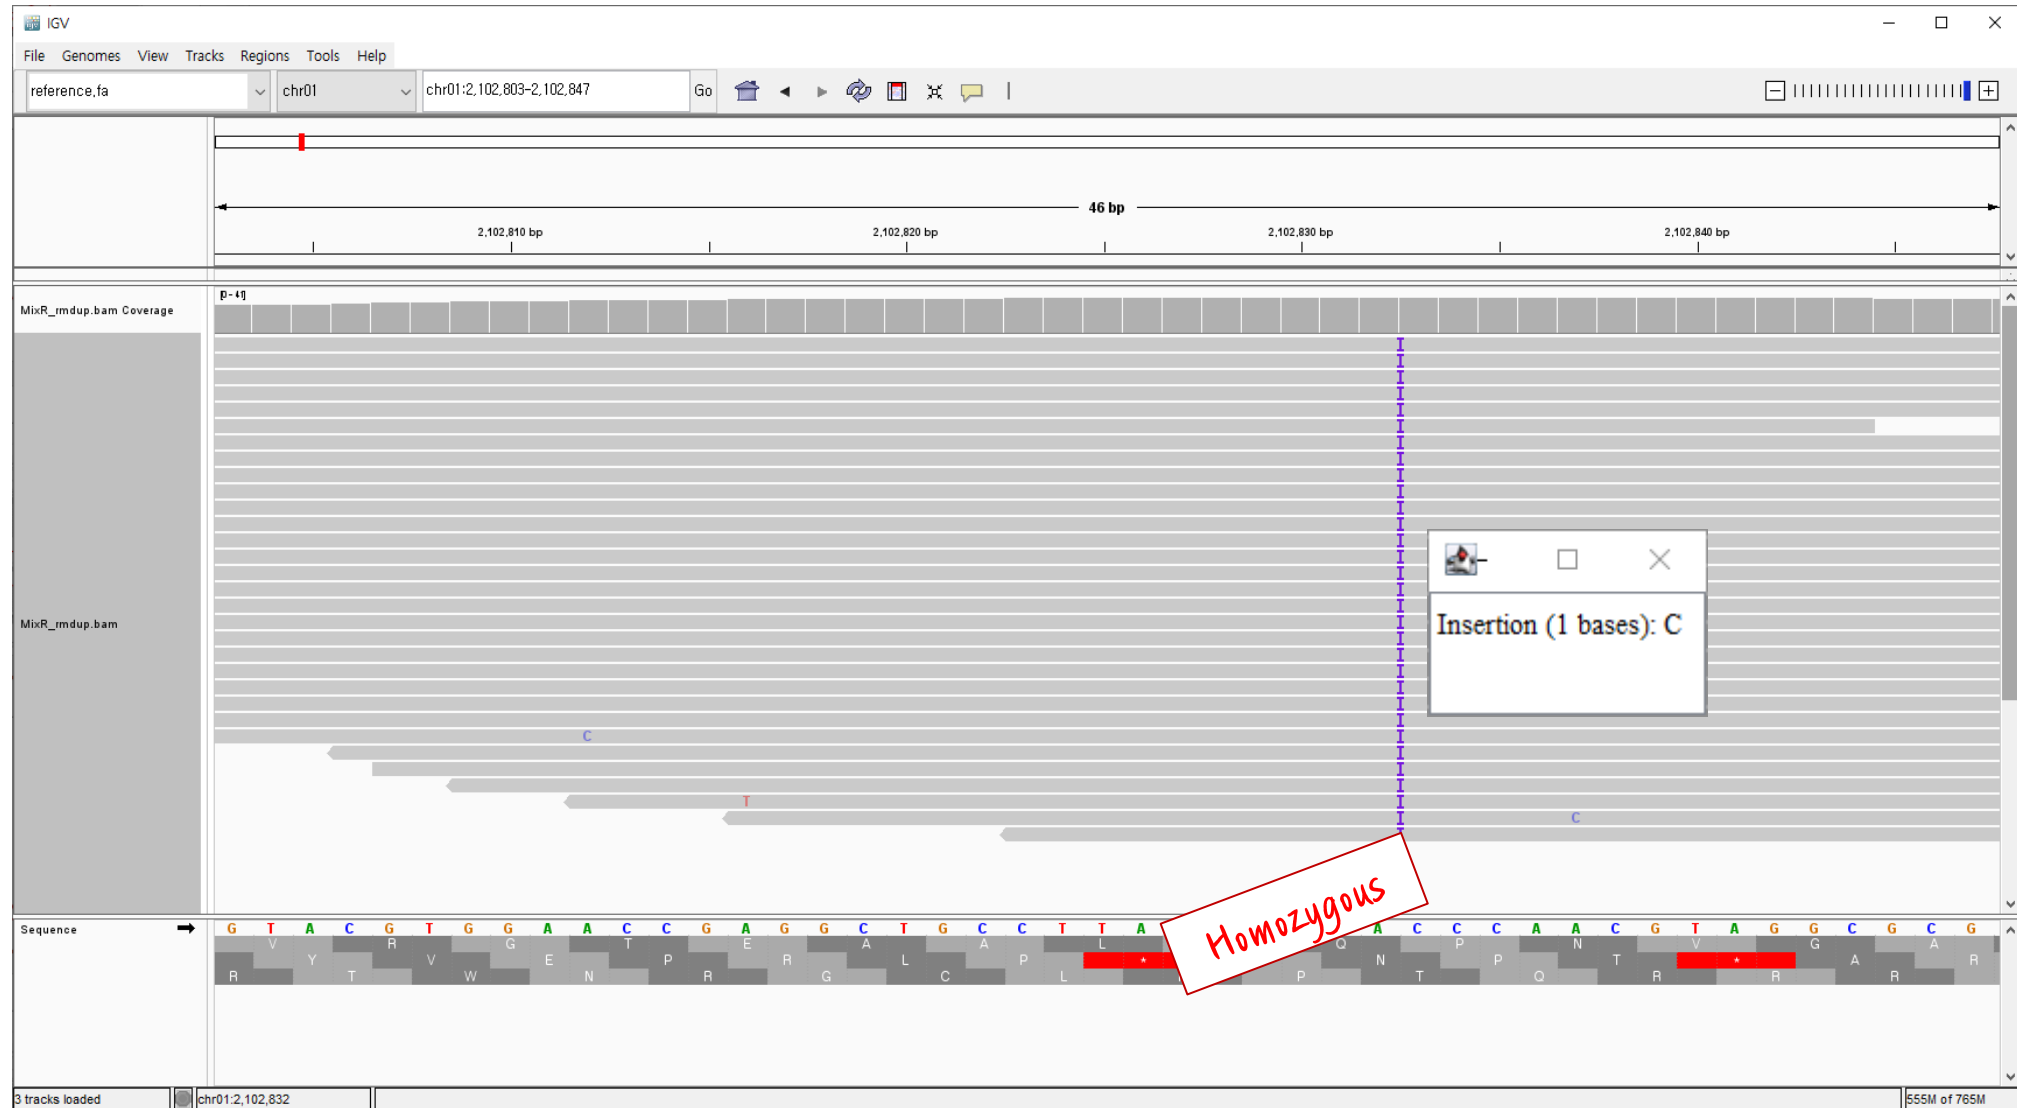 IGV
File Genomes View Tracks Regions Tools Help
reference,fa chr01 chr01:2,102,803-2,102,847 Go
46 bp
2,102,810 bp 2,102,820 bp 2,102,830 bp 2,102,840 bp
[0 - 41]
MixR_rmdup.bam Coverage
Insertion (1 bases): C
MixR_rmdup.bam
C
T
C
Homozygous
Sequence G T A C G T G G A A C C G A G G C T G C C T T A A C C C A A C G T A G G C G C G
V R G T E A A L Q P N V G A
Y V E P R L P * N P T * A R
R T W N R G C L P T Q R R R
3 tracks loaded chr01:2,102,832 555M of 765M